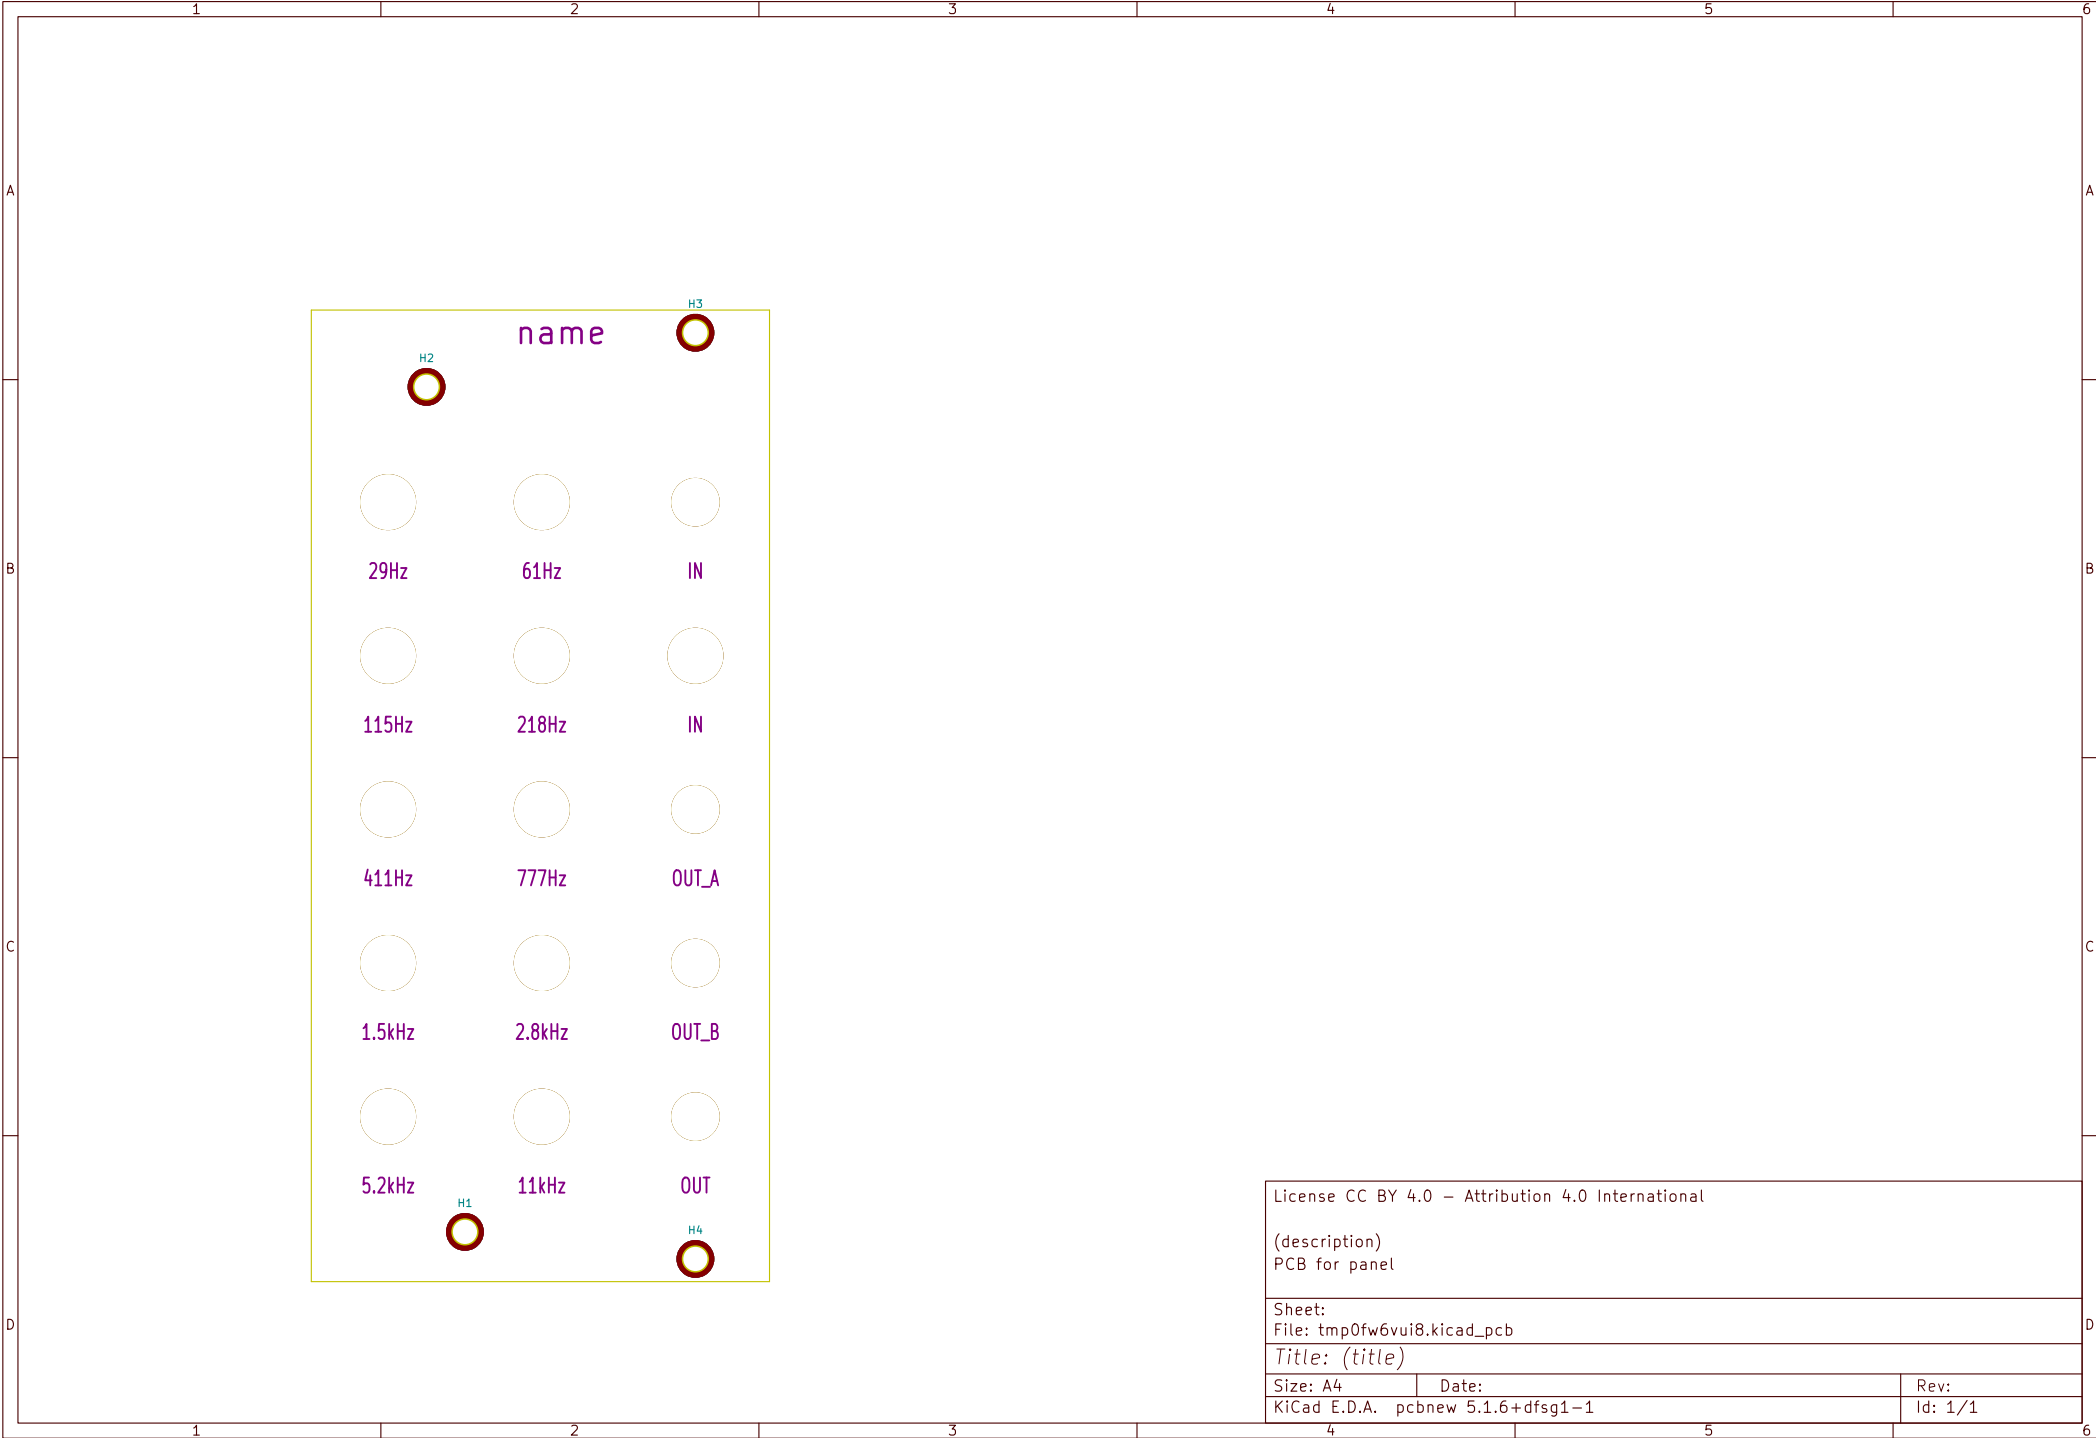 1 2 3 4 5 6
A A
H3
name
H2
29Hz 61Hz IN
B B
115Hz 218Hz IN
411Hz 777Hz OUT_A
C C
1.5kHz 2.8kHz OUT_B
5.2kHz 11kHz OUT
H1
H4
License CC BY 4.0 - Attribution 4.0 International
(description)
PCB for panel
Sheet:
D D
File: tmp0fw6vui8.kicad_pcb
Title: (title)
Size: A4 Date: Rev:
KiCad E.D.A. pcbnew 5.1.6+dfsg1-1 Id: 1/1
1 2 3 4 5 6